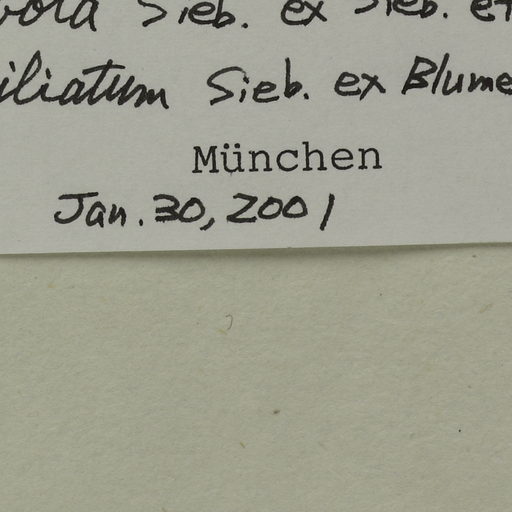 Sieb. ex Sieb. et
iliatum Sieb. ex Blume
München
Jan. 30, 2001